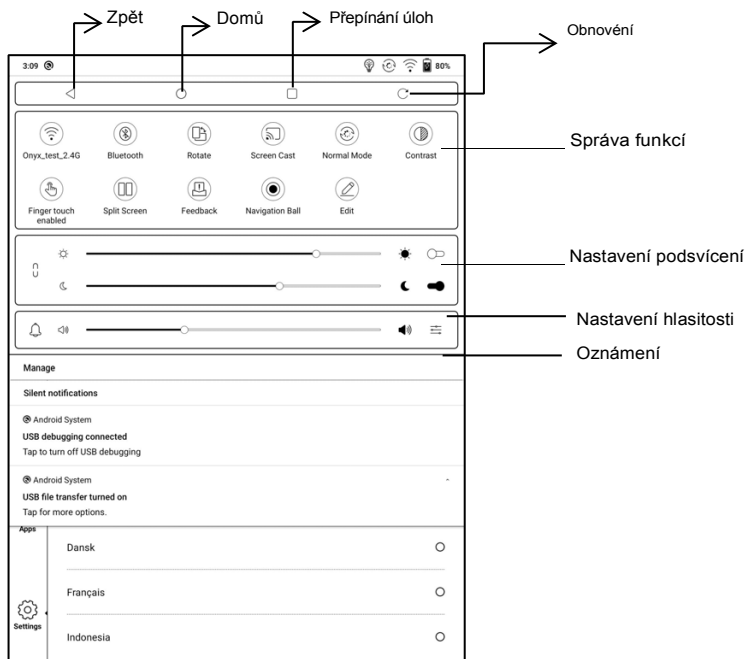 Zpět
Domů
Přepínání úloh
Obnovení
3:09
80%
Onyx_test_2.4G
Bluetooth
Rotate
Screen Cast
Normal Mode
Contrast
Správa funkcí
Finger touch
enabled
Split Screen
Feedback
Navigation Ball
Edit
Nastavení podsvícení
Nastavení hlasitosti
Oznámení
Manage
Silent notifications
Android System
USB debugging connected
Tap to turn off USB debugging
Android System
USB file transfer turned on
Tap for more options.
Apps
Dansk
Français
Settings
Indonesia